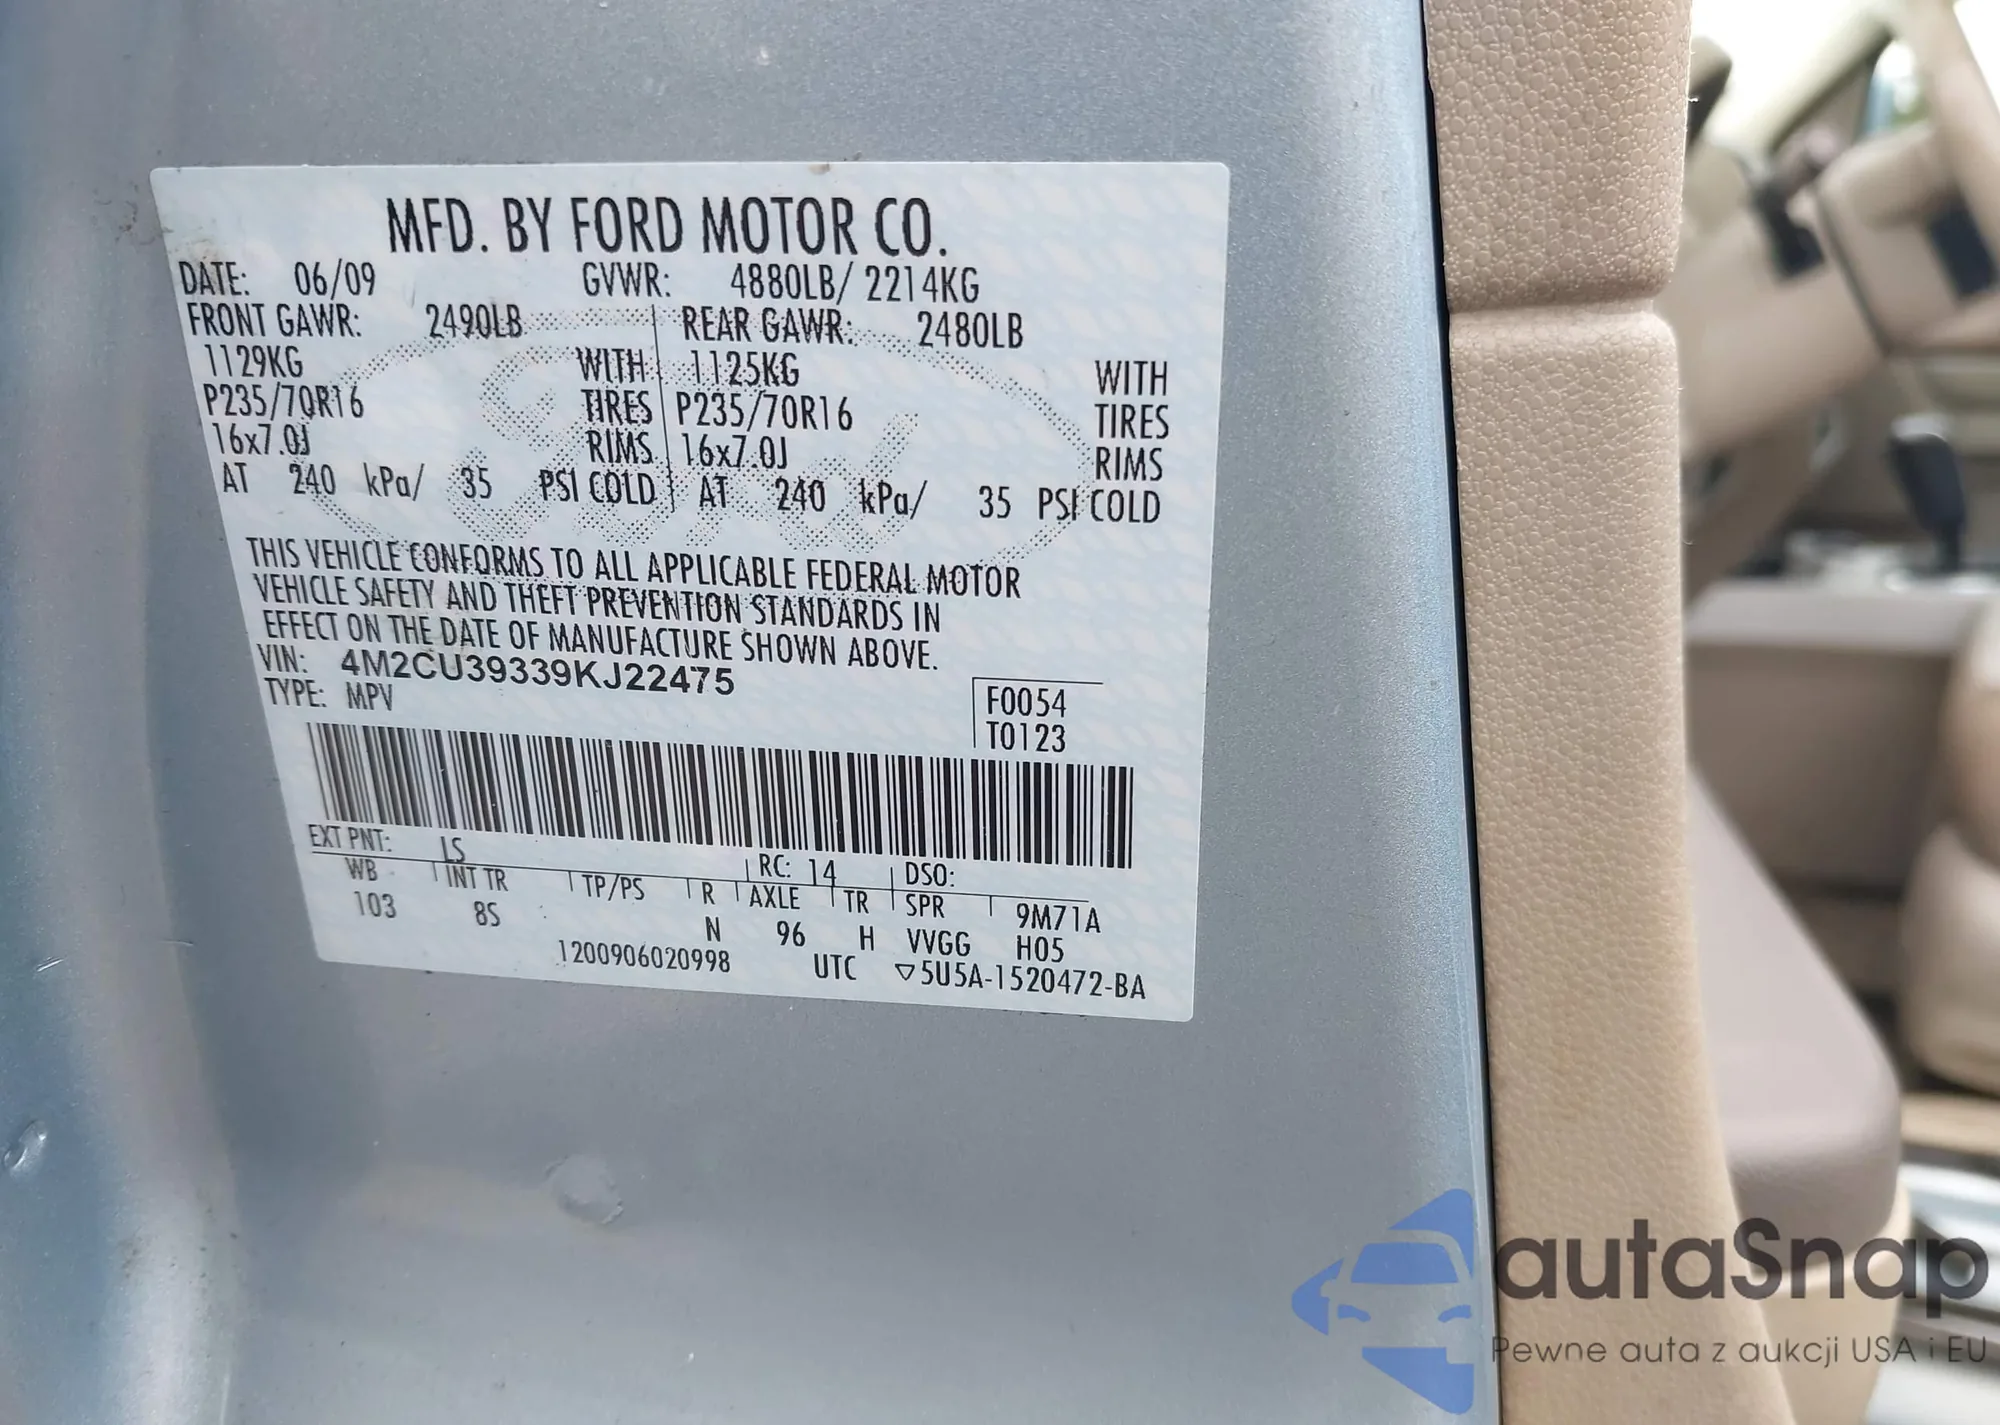 MFD. BY FORD MOTOR CO.
DATE: 06/09 GVWR: 4880LB/ 2214KG
FRONT GAWR: 2490LB REAR GAWR: 2480LB
1129KG WITH 1125KG WITH
P235/70R16 TIRES P235/70R16 TIRES
16x7.0J RIMS 16x7.0J RIMS
AT 240 kPa/ 35 PSI COLD AT 240 kPa/ 35 PSI COLD
THIS VEHICLE CONFORMS TO ALL APPLICABLE FEDERAL MOTOR
VEHICLE SAFETY AND THEFT PREVENTION STANDARDS IN
EFFECT ON THE DATE OF MANUFACTURE SHOWN ABOVE.
VIN: 4M2CU39339KJ22475
TYPE: MPV
F0054
T0123
EXT PNT: LS RC: 14 DSO:
WB INT TR TP/PS R AXLE TR SPR 9M71A
103 8S N 96 H VVGG H05
1200906020998 UTC ▽5U5A-1520472-BA
autaSnap
Pewne auta z aukcji USA i EU